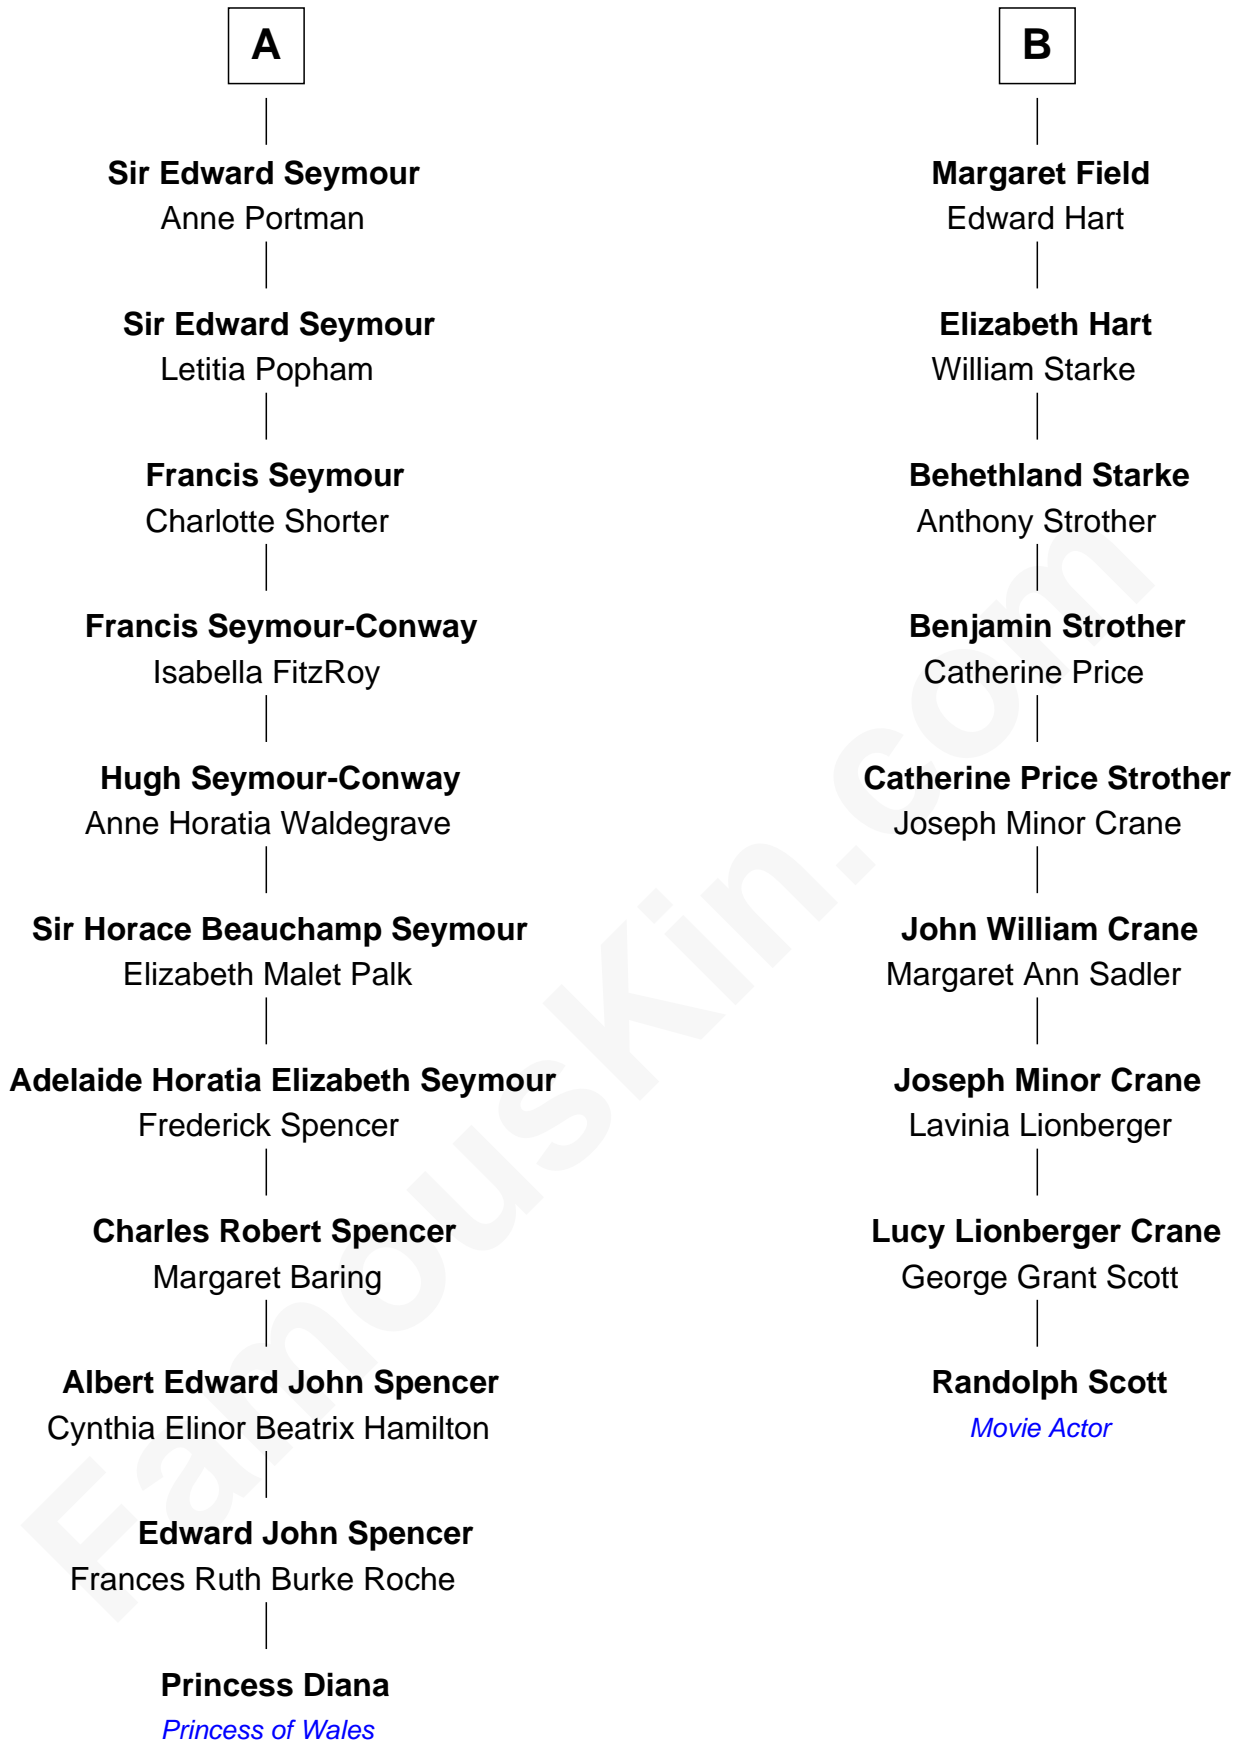 A
Sir Edward Seymour
Anne Portman
Sir Edward Seymour
Letitia Popham
Francis Seymour
Charlotte Shorter
Francis Seymour-Conway
Isabella FitzRoy
Hugh Seymour-Conway
Anne Horatia Waldegrave
Sir Horace Beauchamp Seymour
Elizabeth Malet Palk
Adelaide Horatia Elizabeth Seymour
Frederick Spencer
Charles Robert Spencer
Margaret Baring
Albert Edward John Spencer
Cynthia Elinor Beatrix Hamilton
Edward John Spencer
Frances Ruth Burke Roche
Princess Diana
Princess of Wales
B
Margaret Field
Edward Hart
Elizabeth Hart
William Starke
Behethland Starke
Anthony Strother
Benjamin Strother
Catherine Price
Catherine Price Strother
Joseph Minor Crane
John William Crane
Margaret Ann Sadler
Joseph Minor Crane
Lavinia Lionberger
Lucy Lionberger Crane
George Grant Scott
Randolph Scott
Movie Actor
FamousKin.com